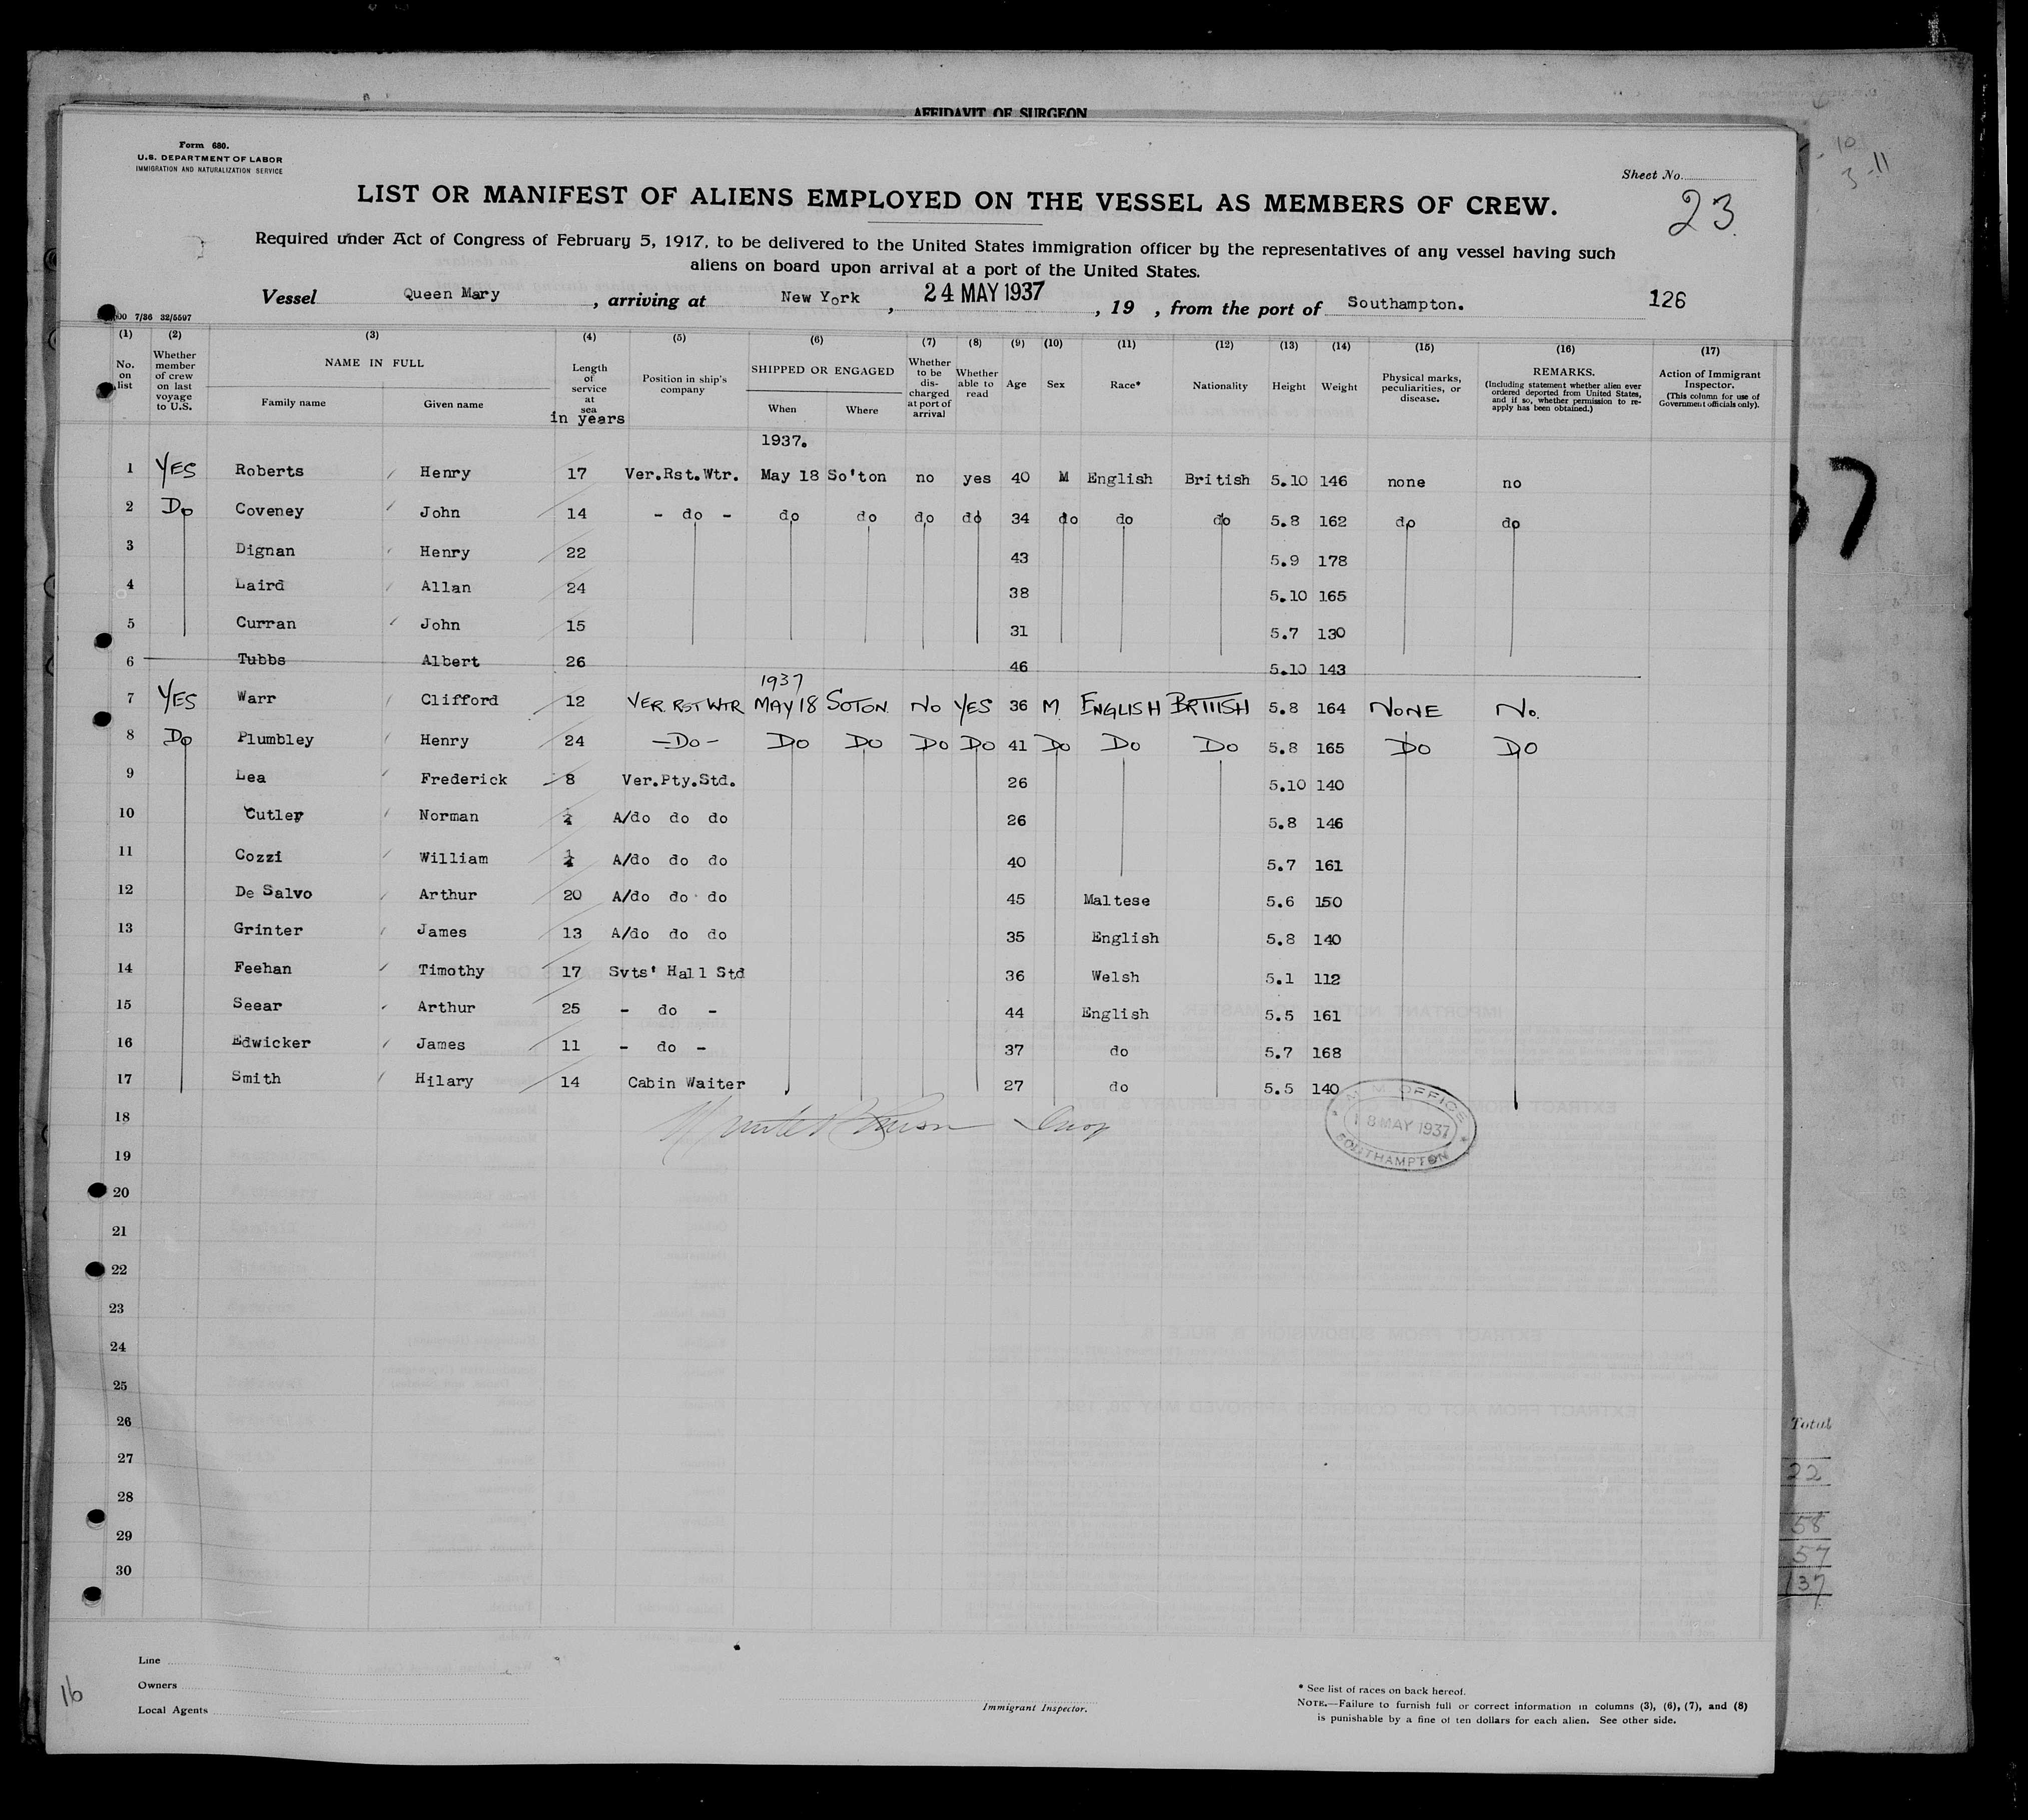 AFFIDAVIT OF SURGEON
Form 680.
U.S. DEPARTMENT OF LABOR
IMMIGRATION AND NATURALIZATION SERVICE
Sheet No.
23
LIST OR MANIFEST OF ALIENS EMPLOYED ON THE VESSEL AS MEMBERS OF CREW.
Required under Act of Congress of February 5, 1917, to be delivered to the United States immigration officer by the representatives of any vessel having such
aliens on board upon arrival at a port of the United States.
Vessel Queen Mary, arriving at New York, 24 MAY 1937, 19 , from the port of Southampton. 126
7/36 32/5597
(1) (2) (3) (4) (5) (6) (7) (8) (9) (10) (11) (12) (13) (14) (15) (16) (17)
No. on list
Whether member of crew on last voyage to U.S.
NAME IN FULL
Family name Given name
Length of service at sea in years
Position in ship's company
SHIPPED OR ENGAGED
When Where
Whether to be discharged at port of arrival
Whether able to read
Age
Sex
Race*
Nationality
Height
Weight
Physical marks, peculiarities, or disease.
REMARKS.
(Including statement whether alien ever ordered deported from United States, and if so, whether permission to re-apply has been obtained.)
Action of Immigrant Inspector.
(This column for use of Government officials only).
1937.
1 YES Roberts Henry 17 Ver.Rst.Wtr. May 18 So'ton no yes 40 M English British 5.10 146 none no
2 Do Coveney John 14 - do - do do do do 34 do do do 5.8 162 do do
3 Dignan Henry 22 43 5.9 178
4 Laird Allan 24 38 5.10 165
5 Curran John 15 31 5.7 130
6 Tubbs Albert 26 46 5.10 143
1937
7 YES Warr Clifford 12 VER. RST WTR MAY 18 SOTON NO YES 36 M. ENGLISH BRITISH 5.8 164 NONE No.
8 Do Plumbley Henry 24 -Do- Do Do Do Do 41 Do Do Do 5.8 165 Do Do
9 Lea Frederick 8 Ver.Pty.Std. 26 5.10 140
10 Cutler Norman A/do do do 26 5.8 146
11 Cozzi William A/do do do 40 5.7 161
12 De Salvo Arthur 20 A/do do do 45 Maltese 5.6 150
13 Grinter James 13 A/do do do 35 English 5.8 140
14 Feehan Timothy 17 Svts' Hall Std 36 Welsh 5.1 112
15 Seear Arthur 25 - do - 44 English 5.5 161
16 Edwicker James 11 - do - 37 do 5.7 168
17 Smith Hilary 14 Cabin Waiter 27 do 5.5 140
18
M.M. OFFICE
18 MAY 1937
SOUTHAMPTON
19
20
21
22
23
24
25
26
27
28
29
30
Total
22
58
57
137
Line
Owners
Local Agents
16
Immigrant Inspector.
* See list of races on back hereof.
NOTE.—Failure to furnish full or correct information in columns (3), (6), (7), and (8)
is punishable by a fine of ten dollars for each alien. See other side.